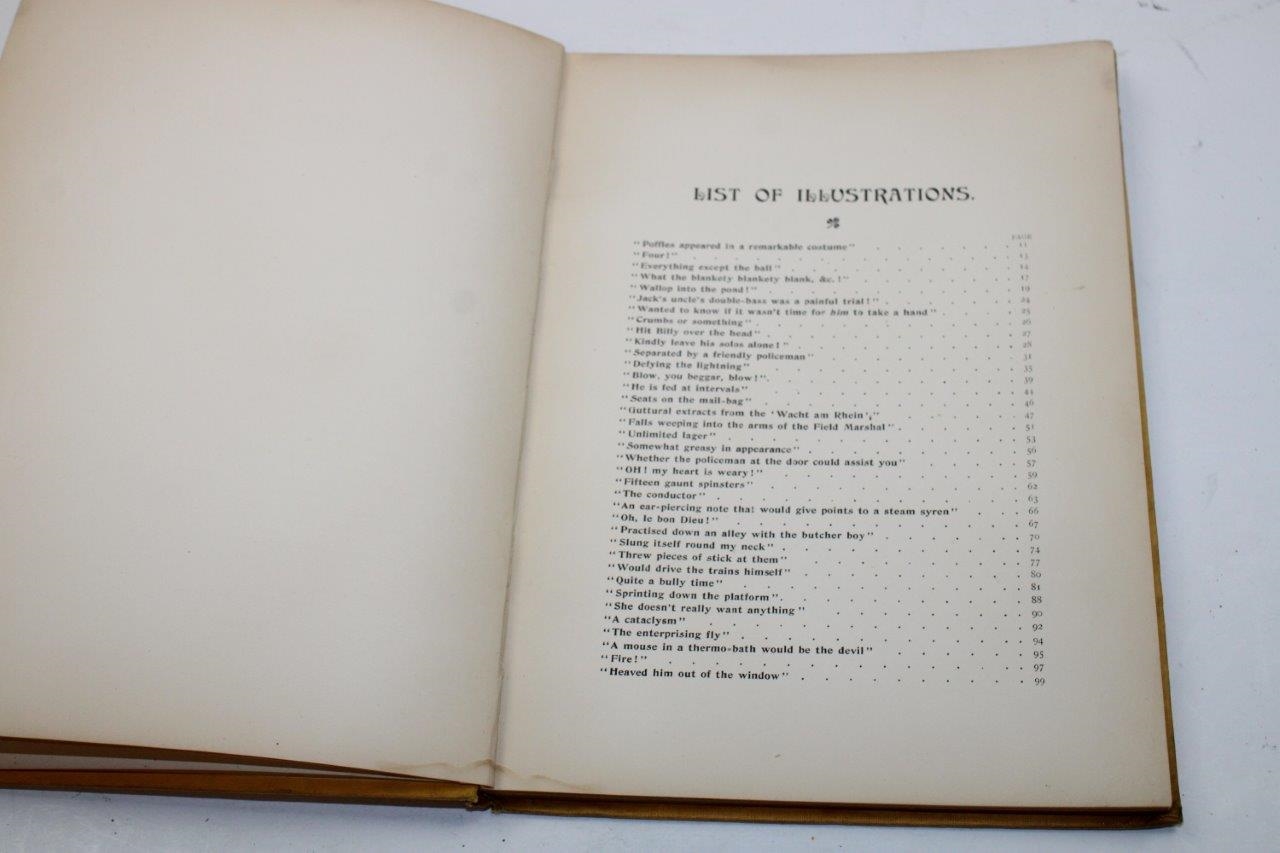 LIST OF ILLUSTRATIONS.
PAGE
"Poffles appeared in a remarkable costume" . . . . . . . 11
"Four!" . . . . . . . . . . . . 13
"Everything except the ball" . . . . . . . . . 14
"What the blankety blankety blank, &c.!" . . . . . . . 17
"Wallop into the pond!" . . . . . . . . . . 19
"Jack's uncle's double-bass was a painful trial!" . . . . . . 24
"Wanted to know if it wasn't time for him to take a hand" . . . . 25
"Crumbs or something" . . . . . . . . . . 26
"Hit Billy over the head" . . . . . . . . . . 27
"Kindly leave his solos alone!" . . . . . . . . . 28
"Separated by a friendly policeman" . . . . . . . . 31
"Defying the lightning" . . . . . . . . . . 35
"Blow, you beggar, blow!" . . . . . . . . . . 39
"He is fed at intervals" . . . . . . . . . . 44
"Seats on the mail-bag" . . . . . . . . . . 46
"Guttural extracts from the 'Wacht am Rhein'," . . . . . . 47
"Falls weeping into the arms of the Field Marshal" . . . . . . 51
"Unlimited lager" . . . . . . . . . . . 53
"Somewhat greasy in appearance" . . . . . . . . . 56
"Whether the policeman at the door could assist you" . . . . . 57
"OH! my heart is weary!" . . . . . . . . . . 59
"Fifteen gaunt spinsters" . . . . . . . . . . 62
"The conductor" . . . . . . . . . . . . 63
"An ear-piercing note that would give points to a steam syren" . . . 66
"Oh, le bon Dieu!" . . . . . . . . . . . 67
"Practised down an alley with the butcher boy" . . . . . . 70
"Slung itself round my neck" . . . . . . . . . 74
"Threw pieces of stick at them" . . . . . . . . . 77
"Would drive the trains himself" . . . . . . . . . 80
"Quite a bully time" . . . . . . . . . . . 81
"Sprinting down the platform" . . . . . . . . . . 88
"She doesn't really want anything" . . . . . . . . 90
"A cataclysm" . . . . . . . . . . . . 92
"The enterprising fly" . . . . . . . . . . . 94
"A mouse in a thermo-bath would be the devil" . . . . . . 95
"Fire!" . . . . . . . . . . . . . 97
"Heaved him out of the window" . . . . . . . . . 99